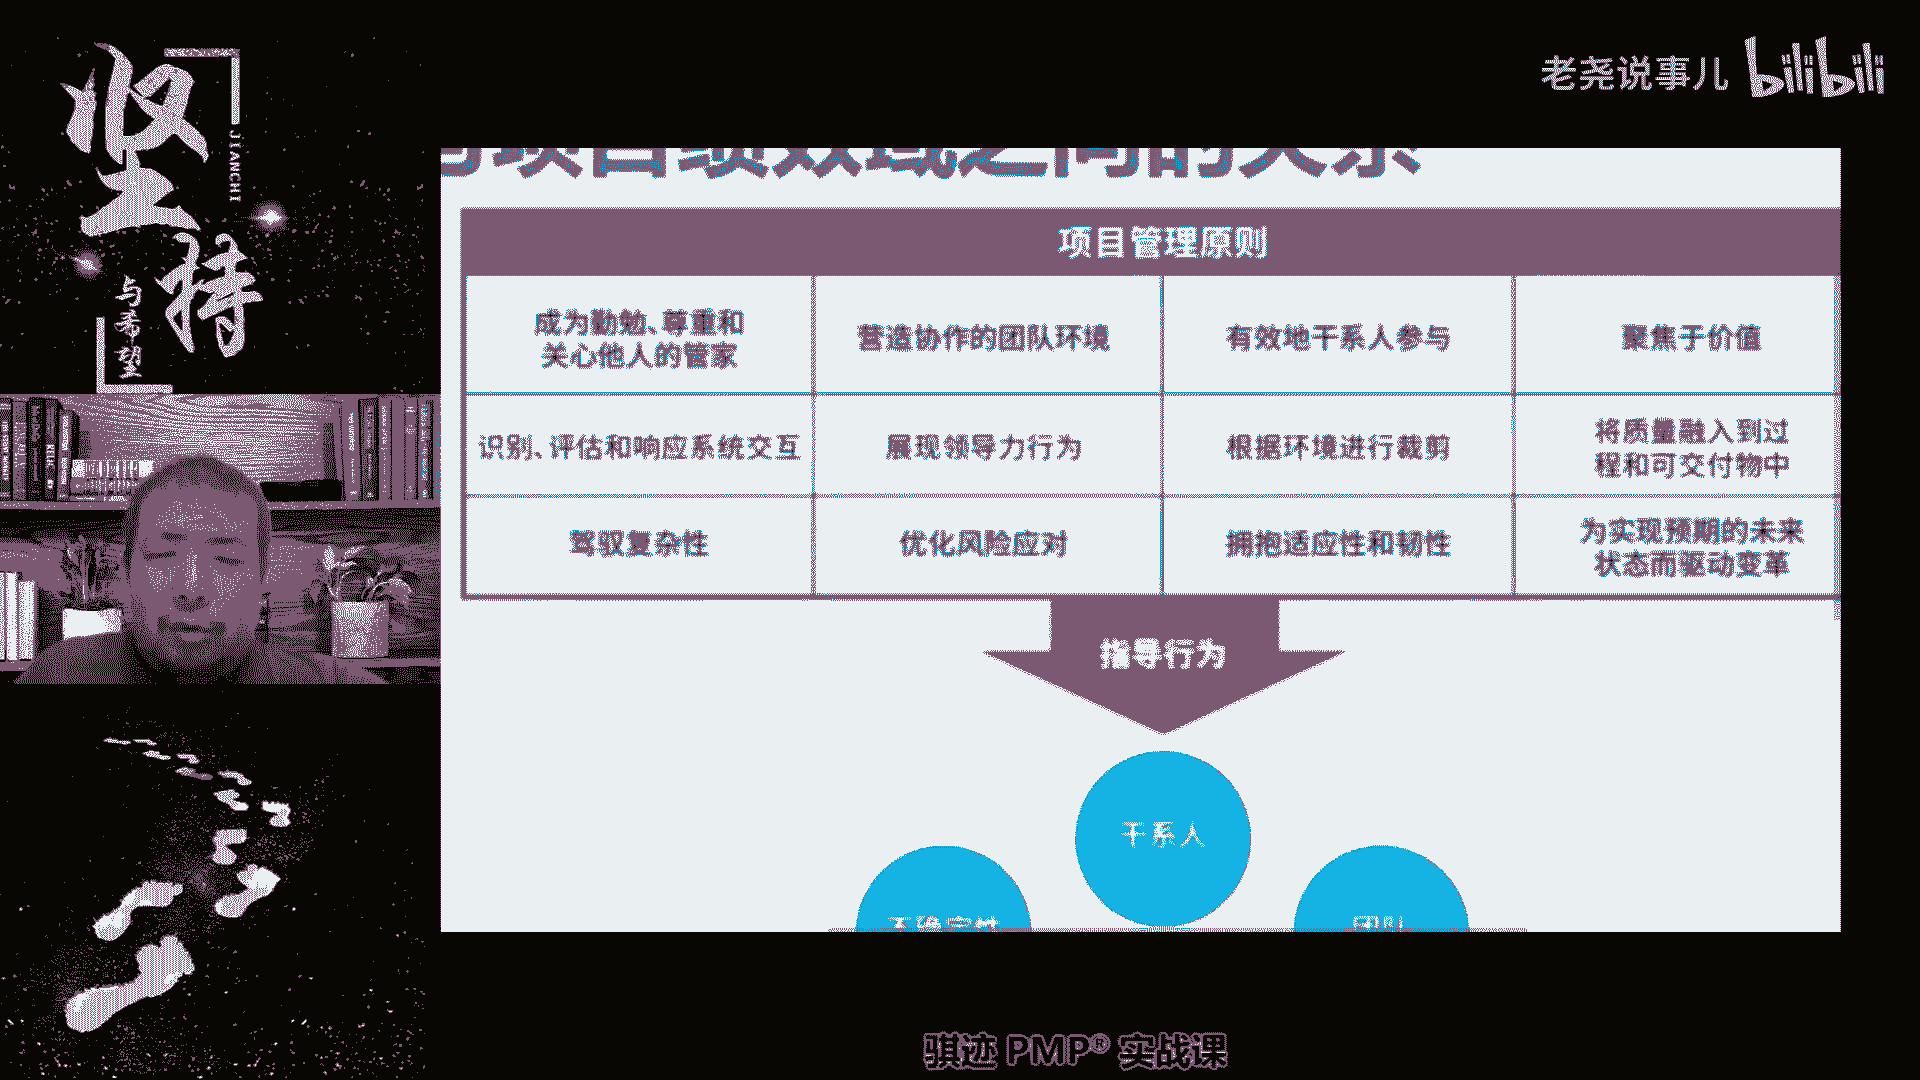 坚持
JIANCHI
与希望
老尧说事儿 bilibili
与项目绩效域之间的关系
项目管理原则
成为勤勉、尊重和
关心他人的管家
营造协作的团队环境
有效地干系人参与
聚焦于价值
识别、评估和响应系统交互
展现领导力行为
根据环境进行裁剪
将质量融入到过
程和可交付物中
驾驭复杂性
优化风险应对
拥抱适应性和韧性
为实现预期的未来
状态而驱动变革
指导行为
干系人
不确定性
团队
骐迹 PMP® 实战课